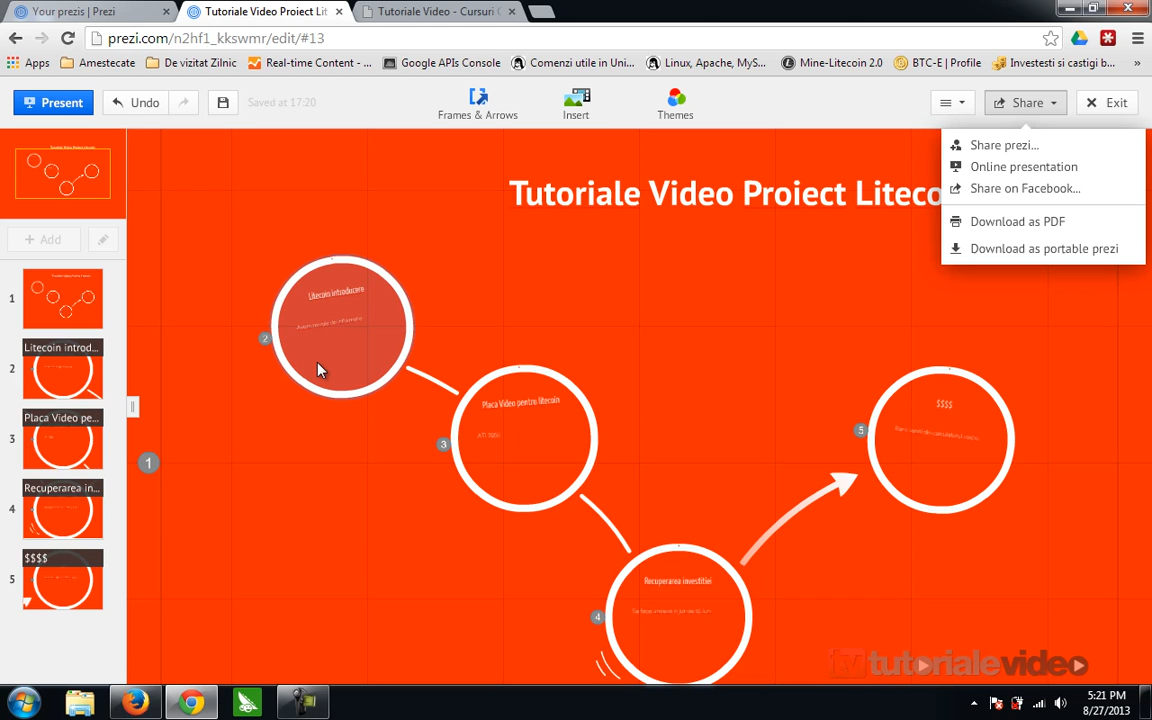 Your prezis | Prezi
Tutoriale Video Proiect Lit
Tutoriale Video - Cursuri
prezi.com/n2hf1_kkswmr/edit/#13
Apps
Amestecate
De vizitat Zilnic
Real-time Content - ...
Google APIs Console
Comenzi utile in Un...
Linux, Apache, MyS...
Mine-Litecoin 2.0
BTC-E | Profile
Investesti si castigi b...
»
Present
Undo
Saved at 17:20
Frames & Arrows
Insert
Themes
Share
Exit
Share prezi...
Online presentation
Share on Facebook...
Download as PDF
Download as portable prezi
+ Add
1
2
Litecoin introd...
3
Placa Video pe...
4
Recuperarea in...
5
$$$$
Tutoriale Video Proiect Liteco
Litecoin introducere
2
Placa Video pentru litecoin
3
1
$$$$
5
Recuperarea investitiei
4
tv tutorialevideo
5:21 PM
8/27/2013